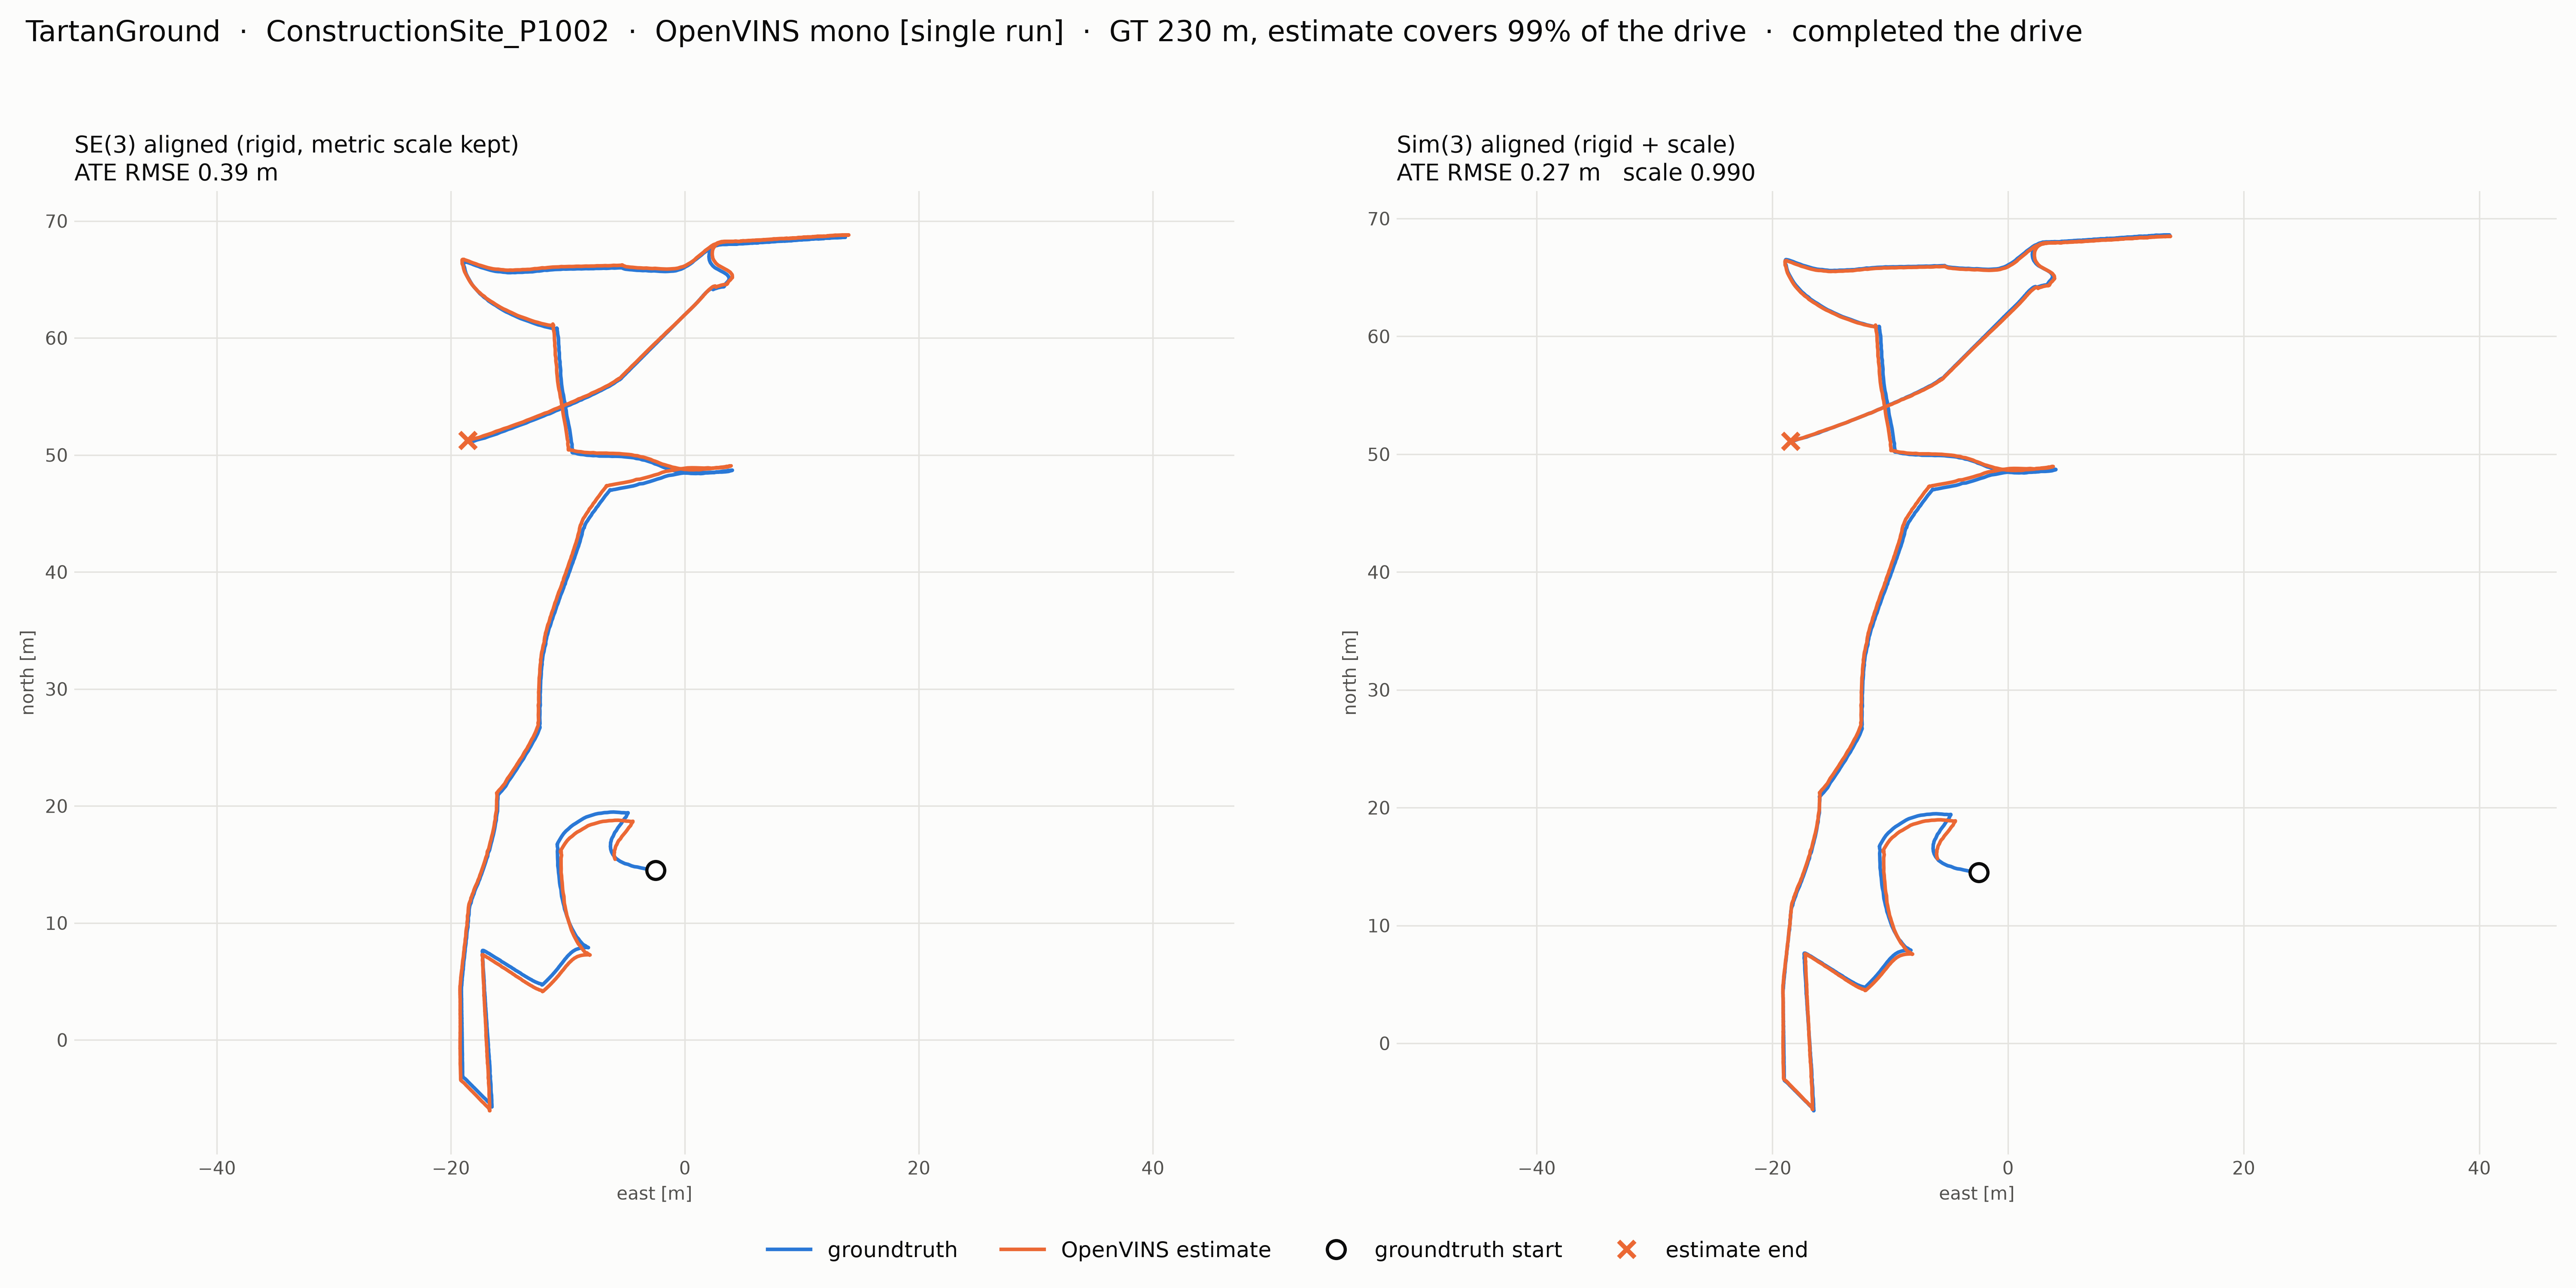 TartanGround · ConstructionSite_P1002 · OpenVINS mono [single run] · GT 230 m, estimate covers 99% of the drive · completed the drive
SE(3) aligned (rigid, metric scale kept)
ATE RMSE 0.39 m
70
60
50
40
30
20
10
0
north [m]
−40
−20
0
20
40
east [m]
Sim(3) aligned (rigid + scale)
ATE RMSE 0.27 m   scale 0.990
70
60
50
40
30
20
10
0
north [m]
−40
−20
0
20
40
east [m]
groundtruth
OpenVINS estimate
groundtruth start
estimate end